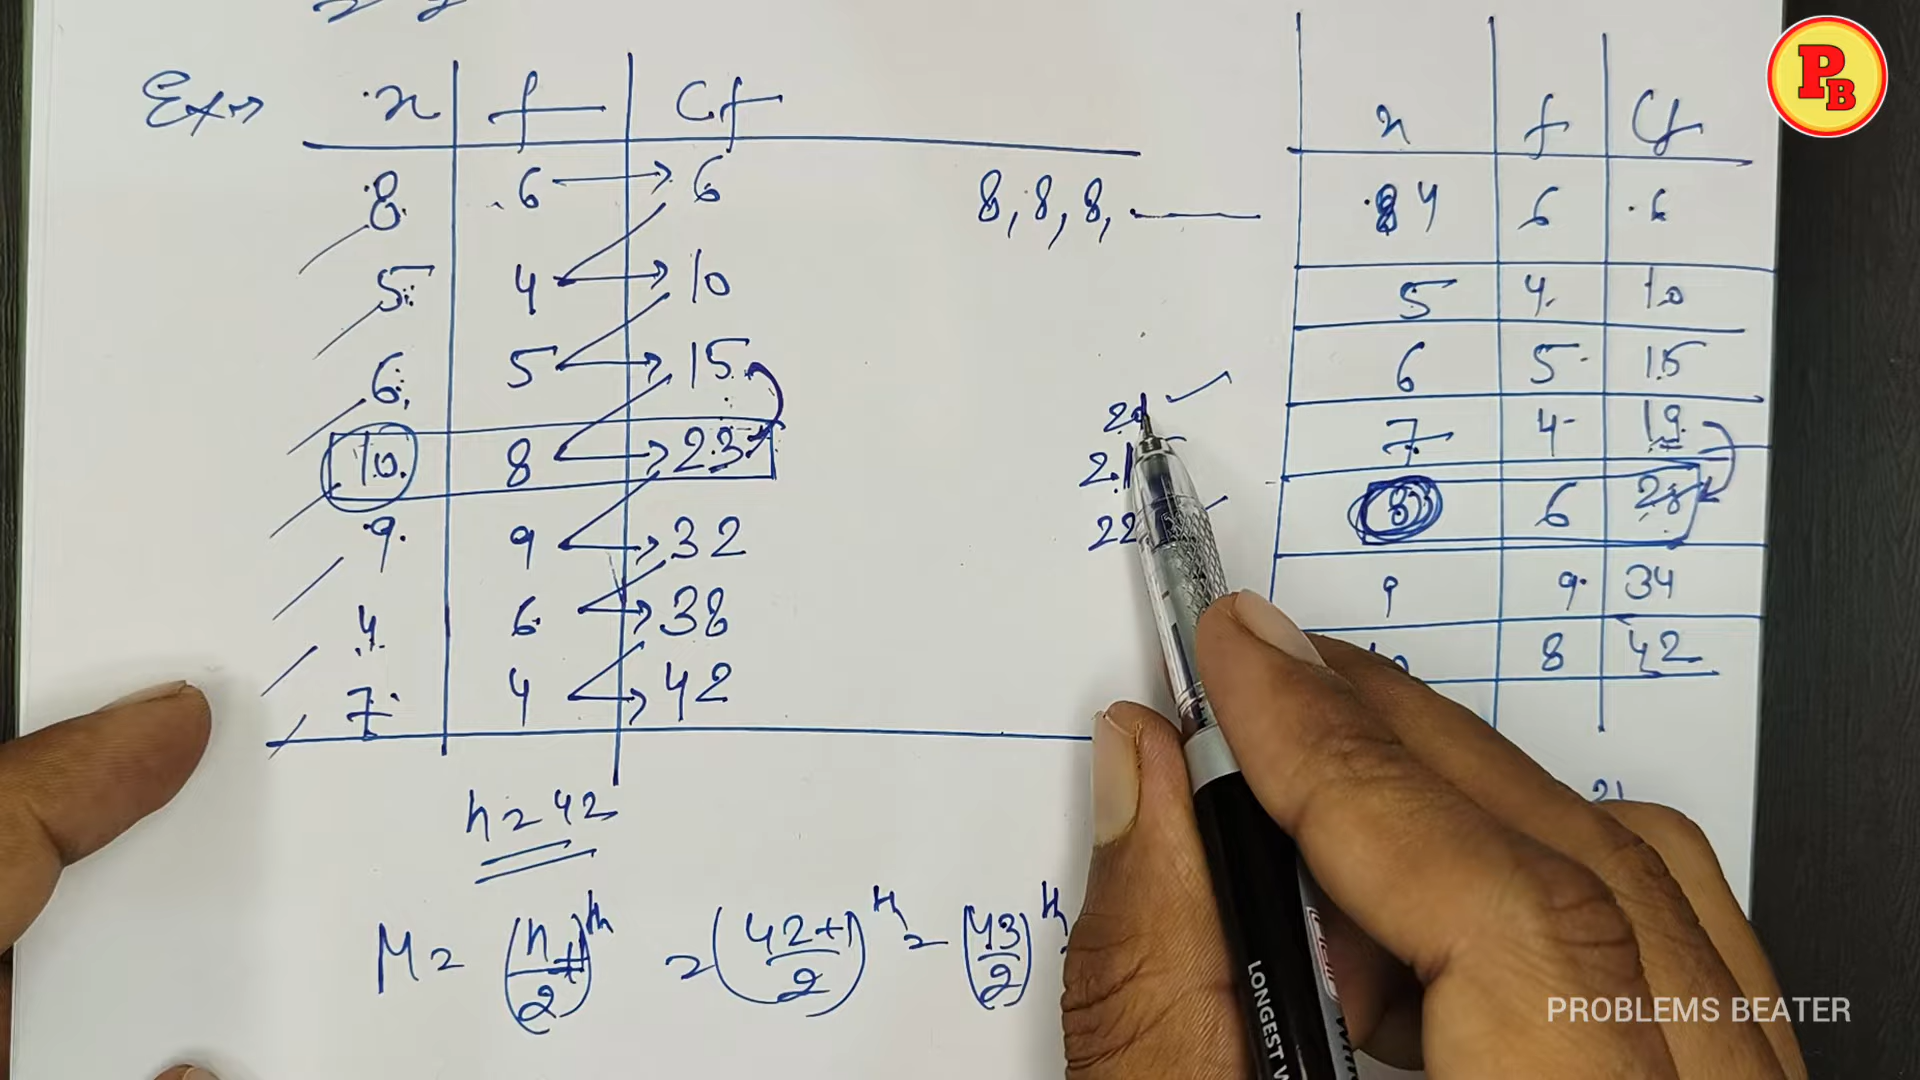 Ex→
x f Cf
8 6 6
5 4 10
6 5 15
10 8 23
9 9 32
4 6 38
7 4 42
n = 42
M = (n+1/2)th = (42+1/2)th = (43/2)th
8, 8, 8,
21
22
x f Cf
4 6 6
5 4 10
6 5 15
7 4 19
8 6 25
9 9 34
8 42
21
PB
LONGEST W
PROBLEMS BEATER